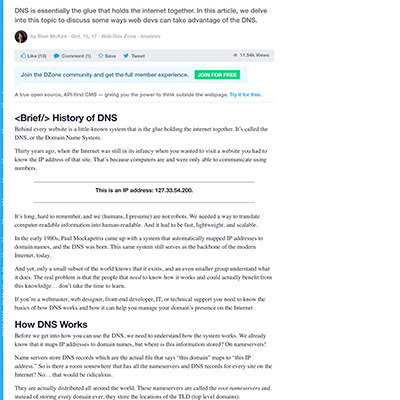 DNS is essentially the glue that holds the internet together. In this article, we delve
into this topic to discuss some ways web devs can take advantage of the DNS.
by Blair McKee · Oct. 15, 17 · Web Dev Zone · Analysis
Like (13) Comment (1) Save Tweet 11.54k Views
Join the DZone community and get the full member experience. JOIN FOR FREE
A true open source, API-first CMS — giving you the power to think outside the webpage. Try it for free.
<Brief/> History of DNS
Behind every website is a little-known system that is the glue holding the internet together. It's called the
DNS, or the Domain Name System.
Thirty years ago, when the Internet was still in its infancy when you wanted to visit a website you had to
know the IP address of that site. That's because computers are and were only able to communicate using
numbers.
This is an IP address: 127.33.54.200.
It's long, hard to remember, and we (humans, I presume) are not robots. We needed a way to translate
computer-readable information into human-readable. And it had to be fast, lightweight, and scalable.
In the early 1980s, Paul Mockapetris came up with a system that automatically mapped IP addresses to
domain names, and the DNS was born. This same system still serves as the backbone of the modern
Internet, today.
And yet, only a small subset of the world knows that it exists, and an even smaller group understand what
it does. The real problem is that the people that need to know how it works and could actually benefit from
this knowledge… don't take the time to learn.
If you're a webmaster, web designer, front-end developer, IT, or technical support you need to know the
basics of how DNS works and how it can help you manage your domain's presence on the Internet.
How DNS Works
Before we get into how you can use the DNS, we need to understand how the system works. We already
know that it maps IP addresses to domain names, but where is this information stored? On nameservers!
Name servers store DNS records which are the actual file that says "this domain" maps to "this IP
address." So is there a room somewhere that has all the nameservers and DNS records for every site on the
Internet? No… that would be ridiculous.
They are actually distributed all around the world. These nameservers are called the root nameservers and
instead of storing every domain ever, they store the locations of the TLD (top level domains).